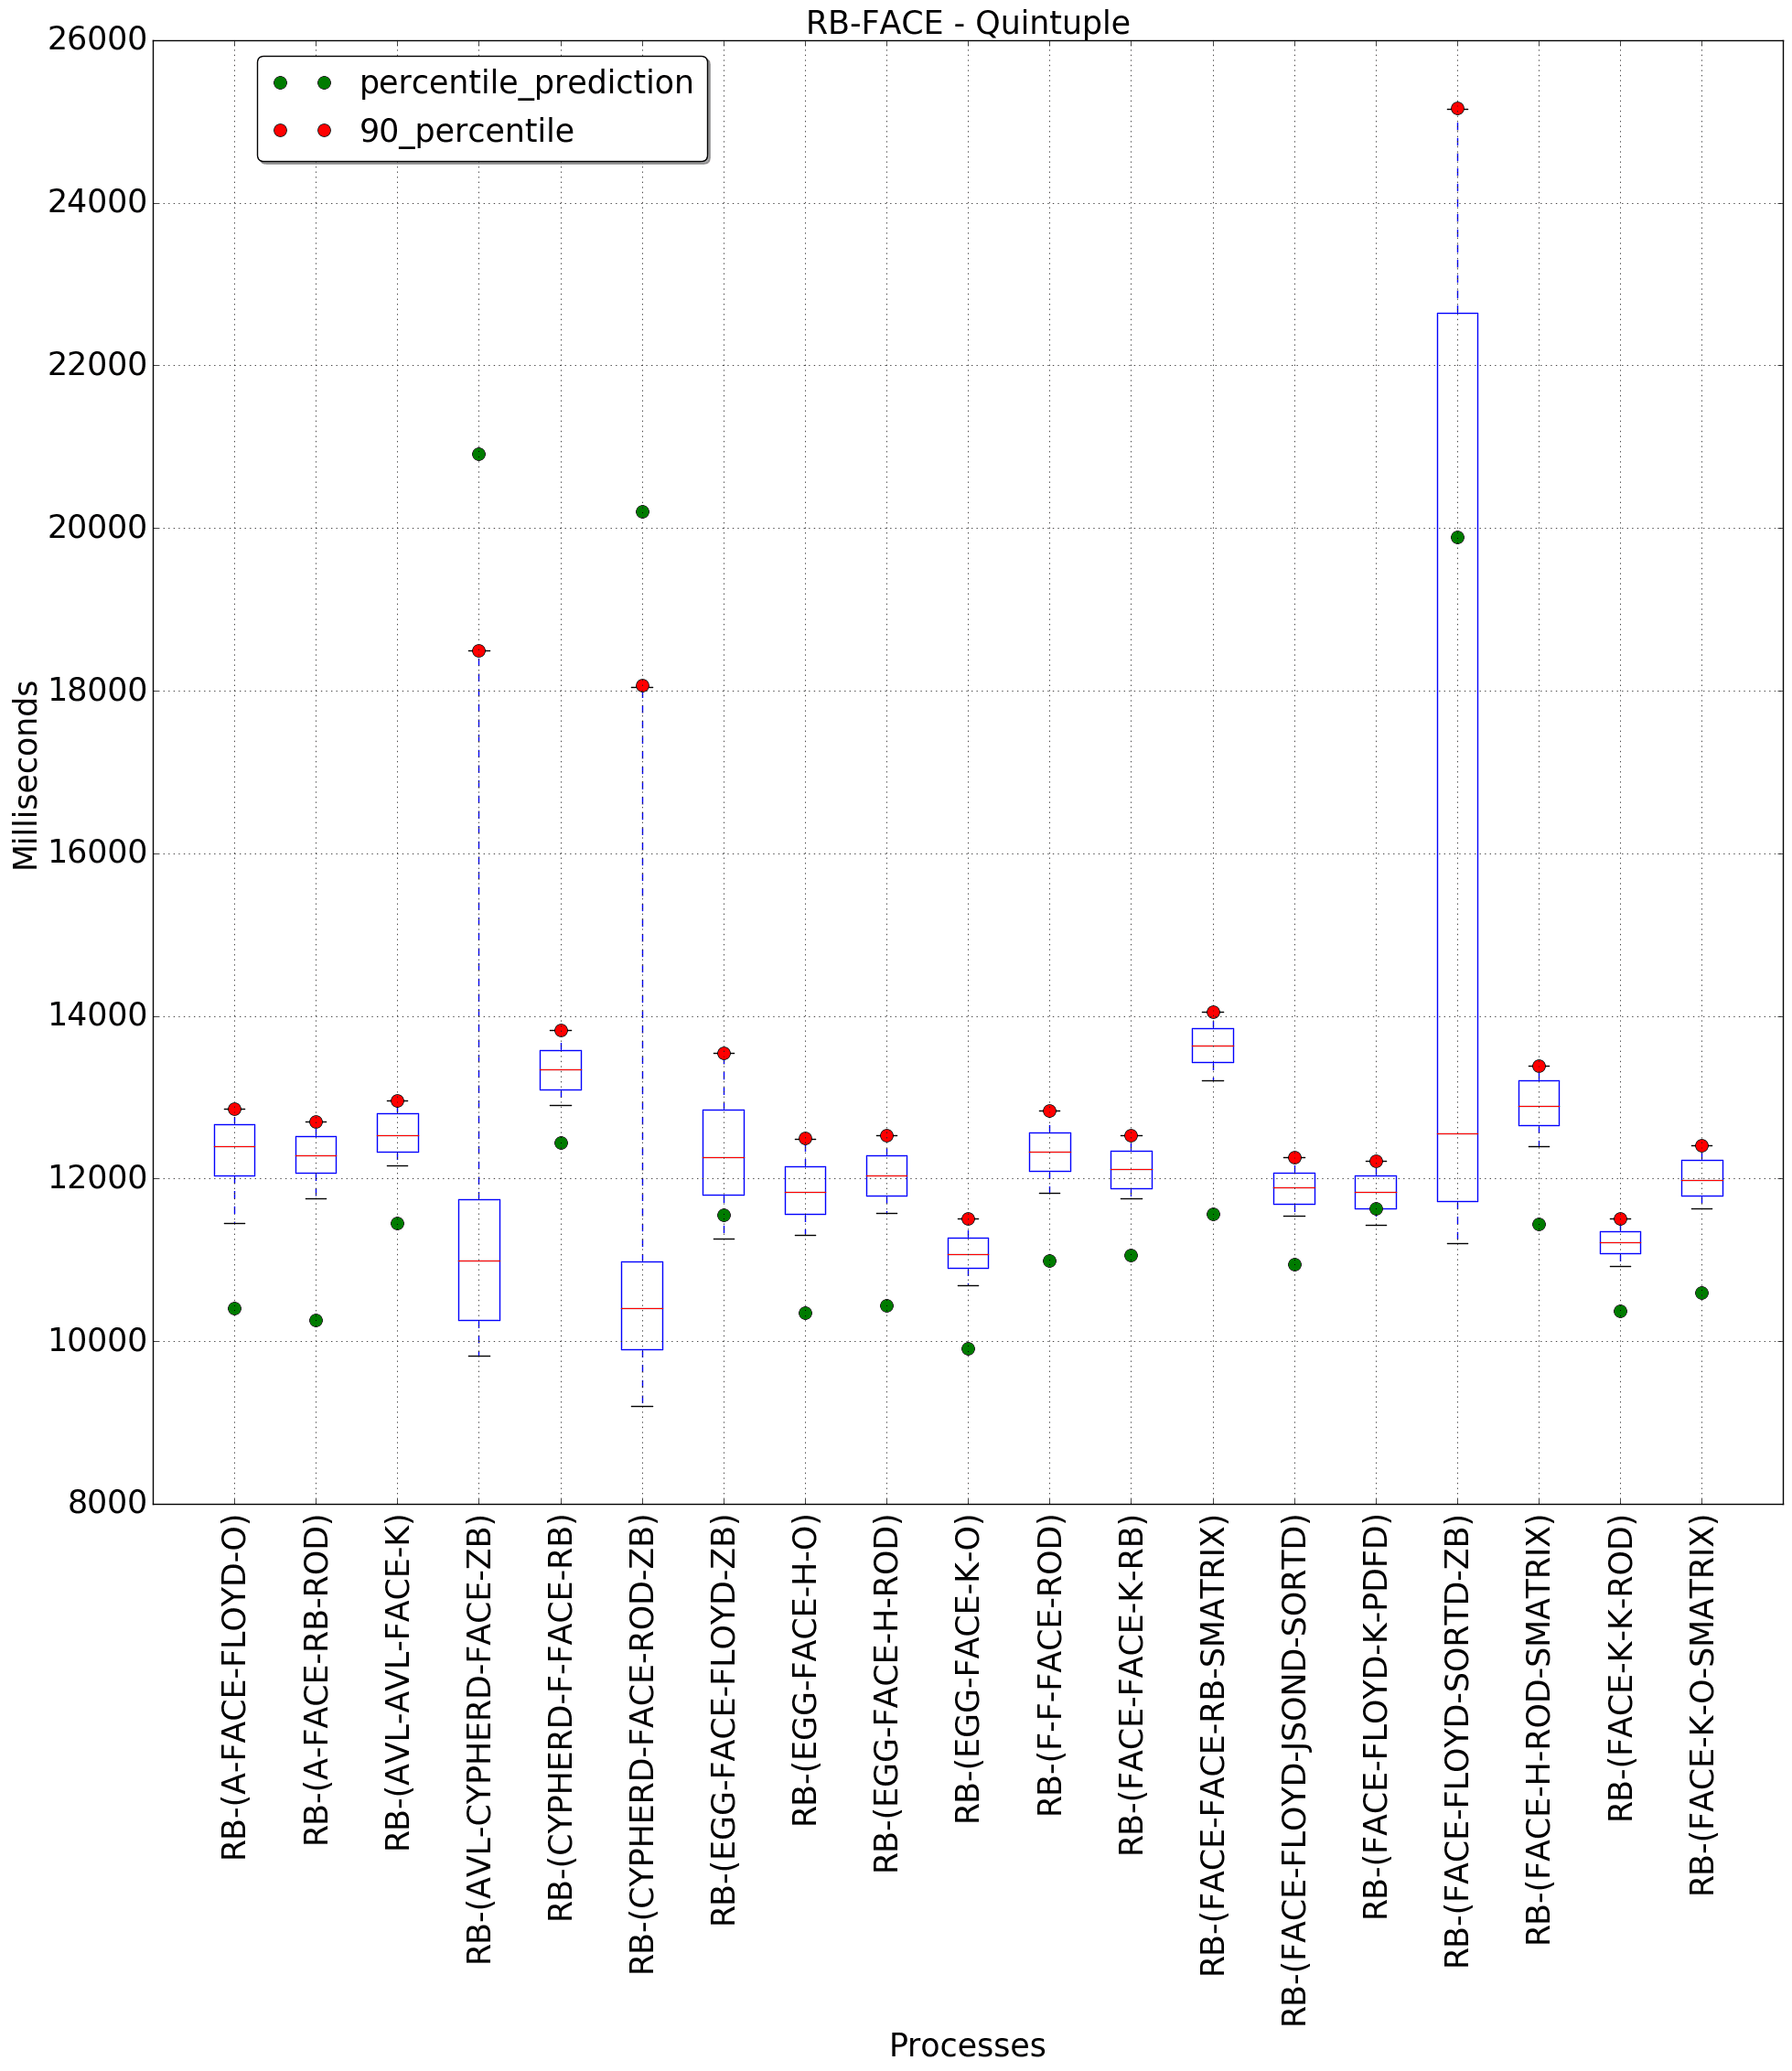 RB-FACE - Quintuple
percentile_prediction
90_percentile
Milliseconds
26000
24000
22000
20000
18000
16000
14000
12000
10000
8000
RB-(A-FACE-FLOYD-O)
RB-(A-FACE-RB-ROD)
RB-(AVL-AVL-FACE-K)
RB-(AVL-CYPHERD-FACE-ZB)
RB-(CYPHERD-F-FACE-RB)
RB-(CYPHERD-FACE-ROD-ZB)
RB-(EGG-FACE-FLOYD-ZB)
RB-(EGG-FACE-H-O)
RB-(EGG-FACE-H-ROD)
RB-(EGG-FACE-K-O)
RB-(F-F-FACE-ROD)
RB-(FACE-FACE-K-RB)
RB-(FACE-FACE-RB-SMATRIX)
RB-(FACE-FLOYD-JSOND-SORTD)
RB-(FACE-FLOYD-K-PDFD)
RB-(FACE-FLOYD-SORTD-ZB)
RB-(FACE-H-ROD-SMATRIX)
RB-(FACE-K-K-ROD)
RB-(FACE-K-O-SMATRIX)
Processes